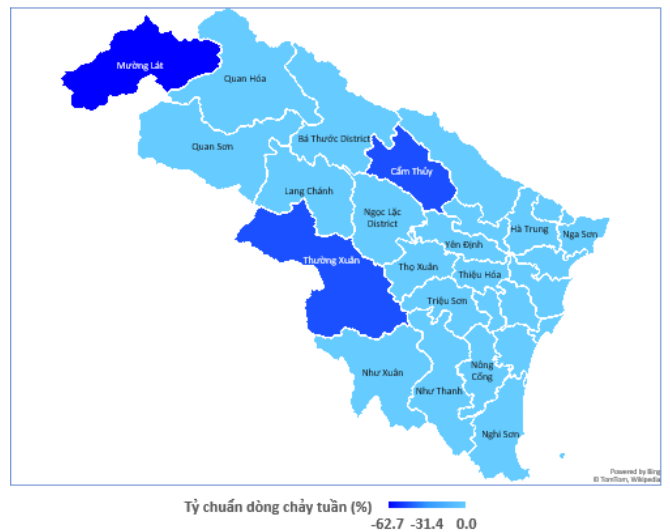 Mường Lát
Quan Hóa
Bá Thước District
Quan Sơn
Cẩm Thủy
Lang Chánh
Ngọc Lặc
District
Hà Trung
Nga Sơn
Yên Định
Thường Xuân
Thọ Xuân
Thiệu Hóa
Triệu Sơn
Như Xuân
Nông
Cống
Như Thanh
Nghi Sơn
Powered by Bing
© TomTom, Wikipedia
Tỷ chuẩn dòng chảy tuần (%)
-62.7 -31.4 0.0